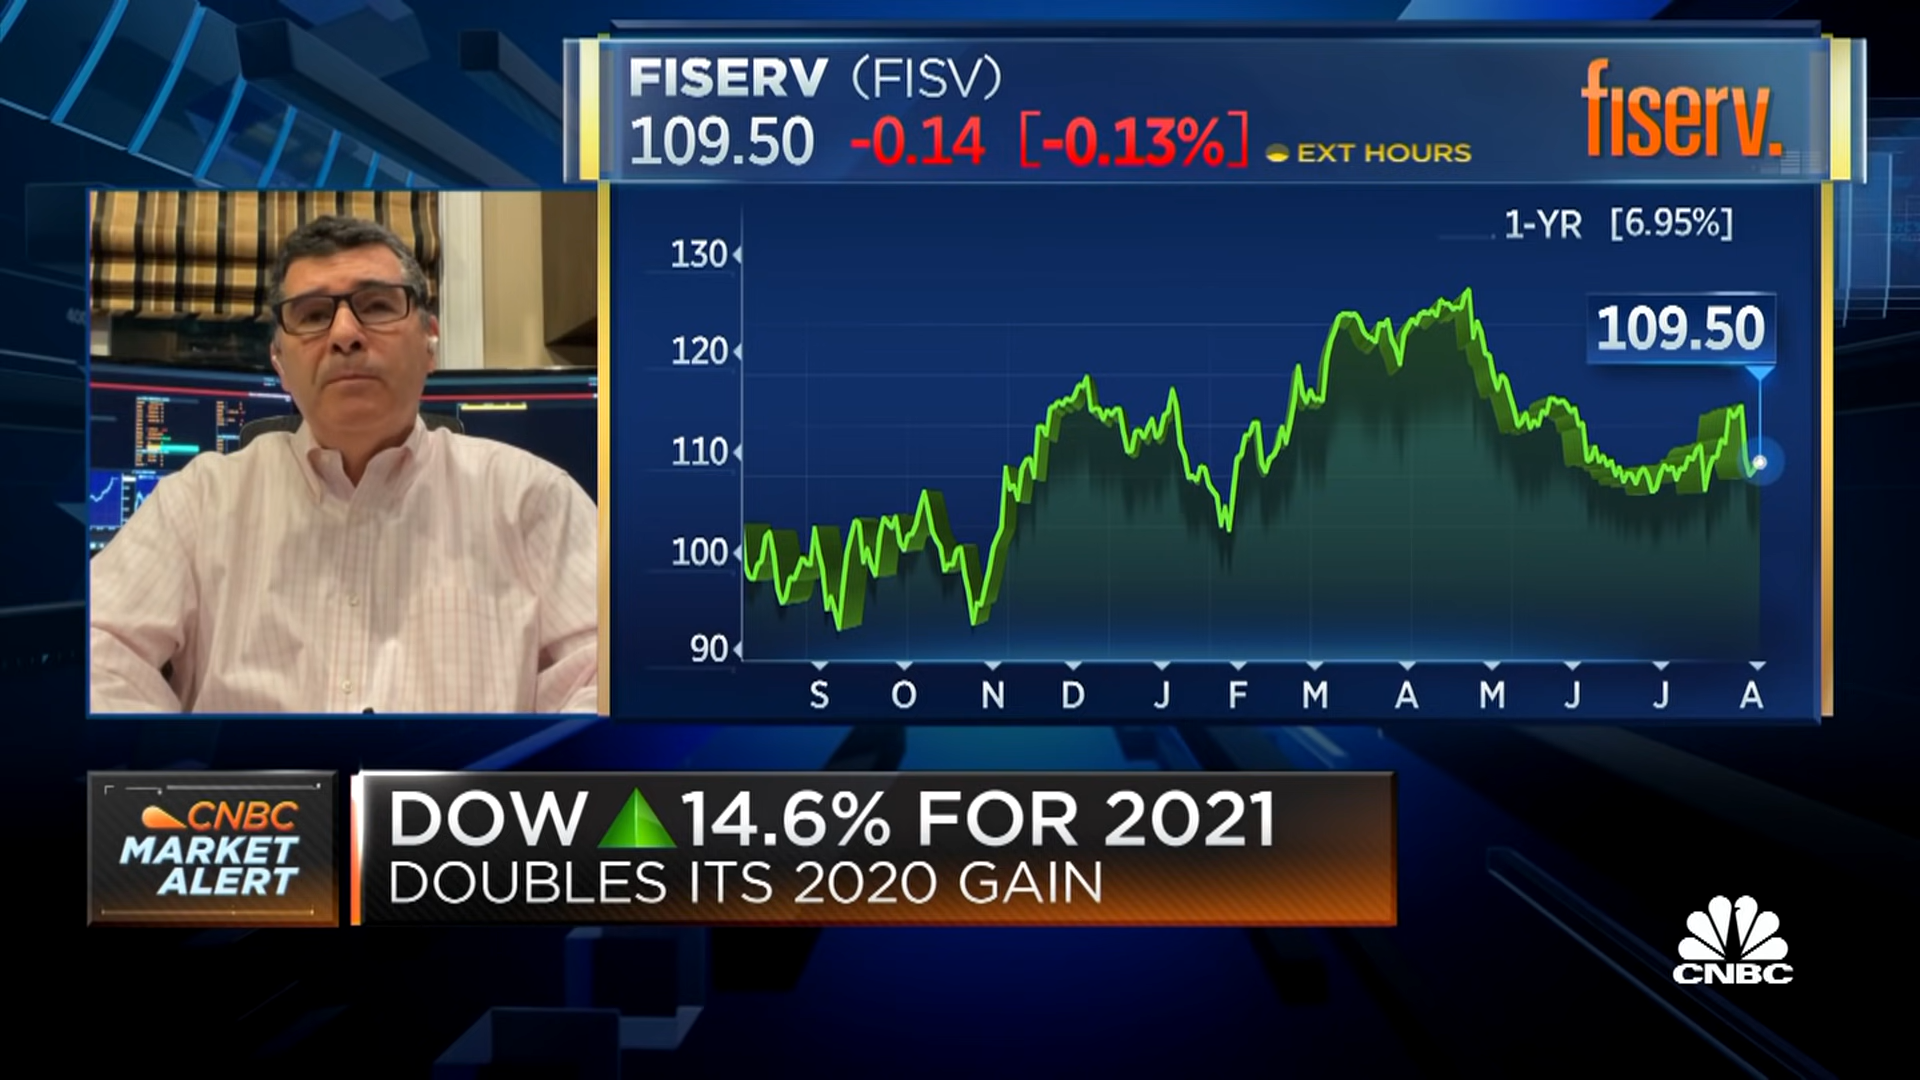 FISERV (FISV)
109.50 -0.14 [-0.13%] EXT HOURS
fiserv.
1-YR [6.95%]
109.50
130
120
110
100
90
S O N D J F M A M J J A
CNBC
MARKET
ALERT
DOW 14.6% FOR 2021
DOUBLES ITS 2020 GAIN
CNBC